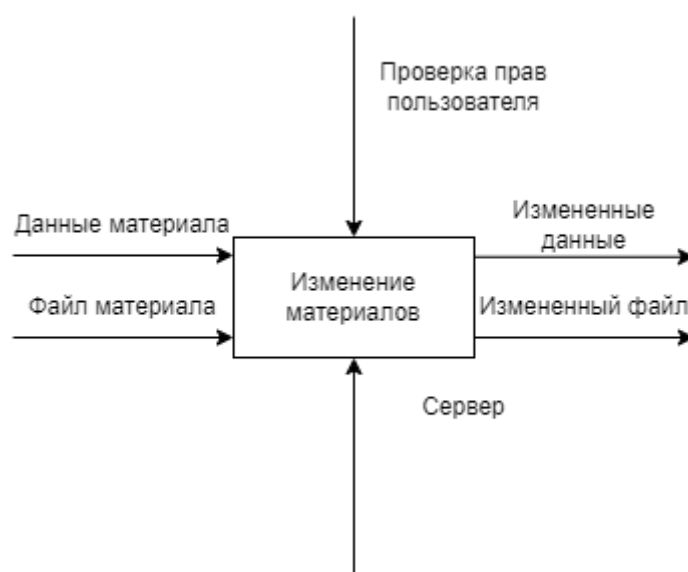 Проверка прав
пользователя
Данные материала
Измененные
данные
Изменение
материалов
Файл материала
Измененный файл
Сервер